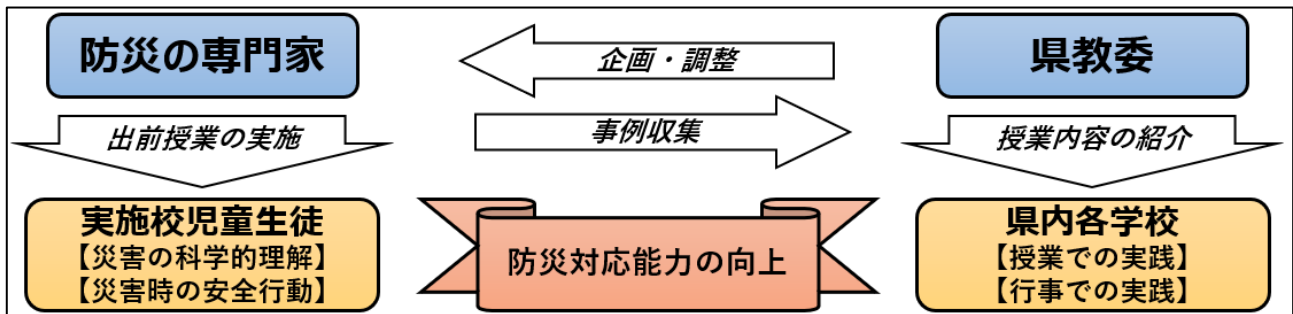 防災の専門家
企画・調整
県教委
出前授業の実施
事例収集
授業内容の紹介
実施校児童生徒
【災害の科学的理解】
【災害時の安全行動】
防災対応能力の向上
県内各学校
【授業での実践】
【行事での実践】